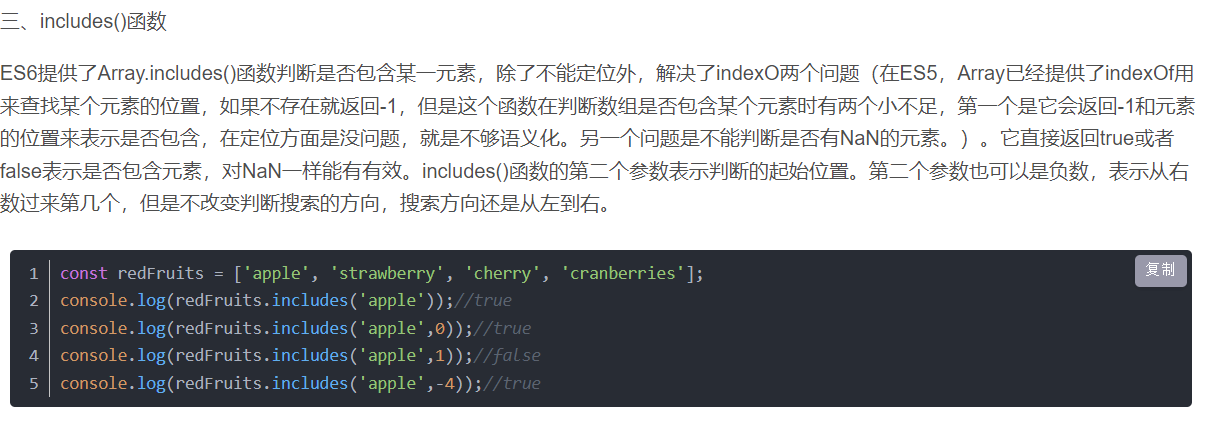 三、includes()函数
ES6提供了Array.includes()函数判断是否包含某一元素，除了不能定位外，解决了indexO两个问题（在ES5，Array已经提供了indexOf用
来查找某个元素的位置，如果不存在就返回-1，但是这个函数在判断数组是否包含某个元素时有两个小不足，第一个是它会返回-1和元素
的位置来表示是否包含，在定位方面是没问题，就是不够语义化。另一个问题是不能判断是否有NaN的元素。）。它直接返回true或者
false表示是否包含元素，对NaN一样能有有效。includes()函数的第二个参数表示判断的起始位置。第二个参数也可以是负数，表示从右
数过来第几个，但是不改变判断搜索的方向，搜索方向还是从左到右。
复制
1 const redFruits = ['apple', 'strawberry', 'cherry', 'cranberries'];
2 console.log(redFruits.includes('apple'));//true
3 console.log(redFruits.includes('apple',0));//true
4 console.log(redFruits.includes('apple',1));//false
5 console.log(redFruits.includes('apple',-4));//true